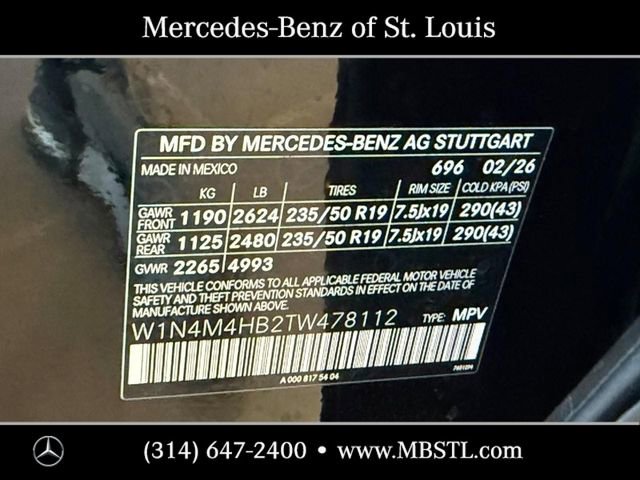 Mercedes-Benz of St. Louis
MFD BY MERCEDES-BENZ AG STUTTGART
MADE IN MEXICO 696 02/26
KG LB TIRES RIM SIZE COLD KPA(PSI)
GAWR FRONT 1190 2624 235/50 R19 7.5Jx19 290(43)
GAWR REAR 1125 2480 235/50 R19 7.5Jx19 290(43)
GVWR 2265 4993
THIS VEHICLE CONFORMS TO ALL APPLICABLE FEDERAL MOTOR VEHICLE
SAFETY AND THEFT PREVENTION STANDARDS IN EFFECT ON THE DATE OF
MANUFACTURE SHOWN ABOVE.
W1N4M4HB2TW478112 TYPE: MPV
A 000 817 54 04
(314) 647-2400 • www.MBSTL.com